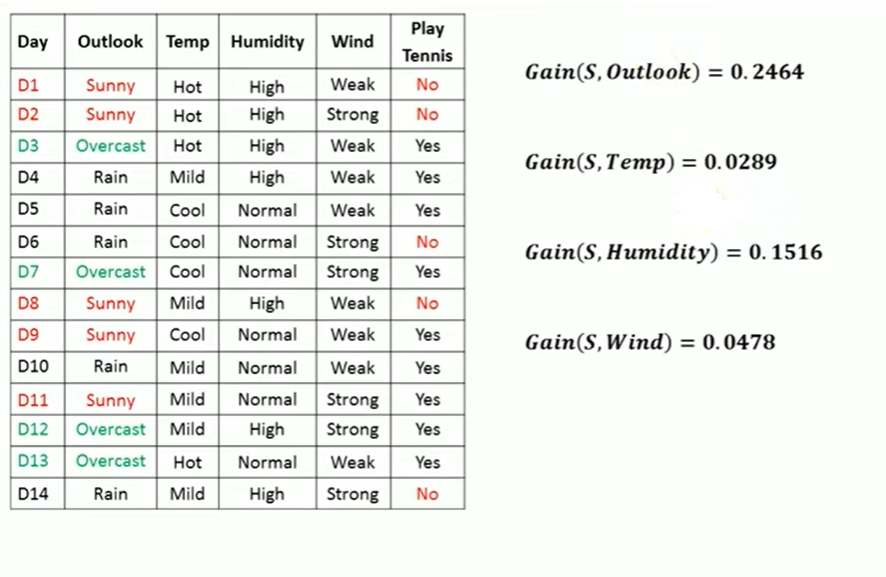 Day Outlook Temp Humidity Wind Play Tennis
D1 Sunny Hot High Weak No
D2 Sunny Hot High Strong No
D3 Overcast Hot High Weak Yes
D4 Rain Mild High Weak Yes
D5 Rain Cool Normal Weak Yes
D6 Rain Cool Normal Strong No
D7 Overcast Cool Normal Strong Yes
D8 Sunny Mild High Weak No
D9 Sunny Cool Normal Weak Yes
D10 Rain Mild Normal Weak Yes
D11 Sunny Mild Normal Strong Yes
D12 Overcast Mild High Strong Yes
D13 Overcast Hot Normal Weak Yes
D14 Rain Mild High Strong No
Gain(S, Outlook) = 0.2464
Gain(S, Temp) = 0.0289
Gain(S, Humidity) = 0.1516
Gain(S, Wind) = 0.0478